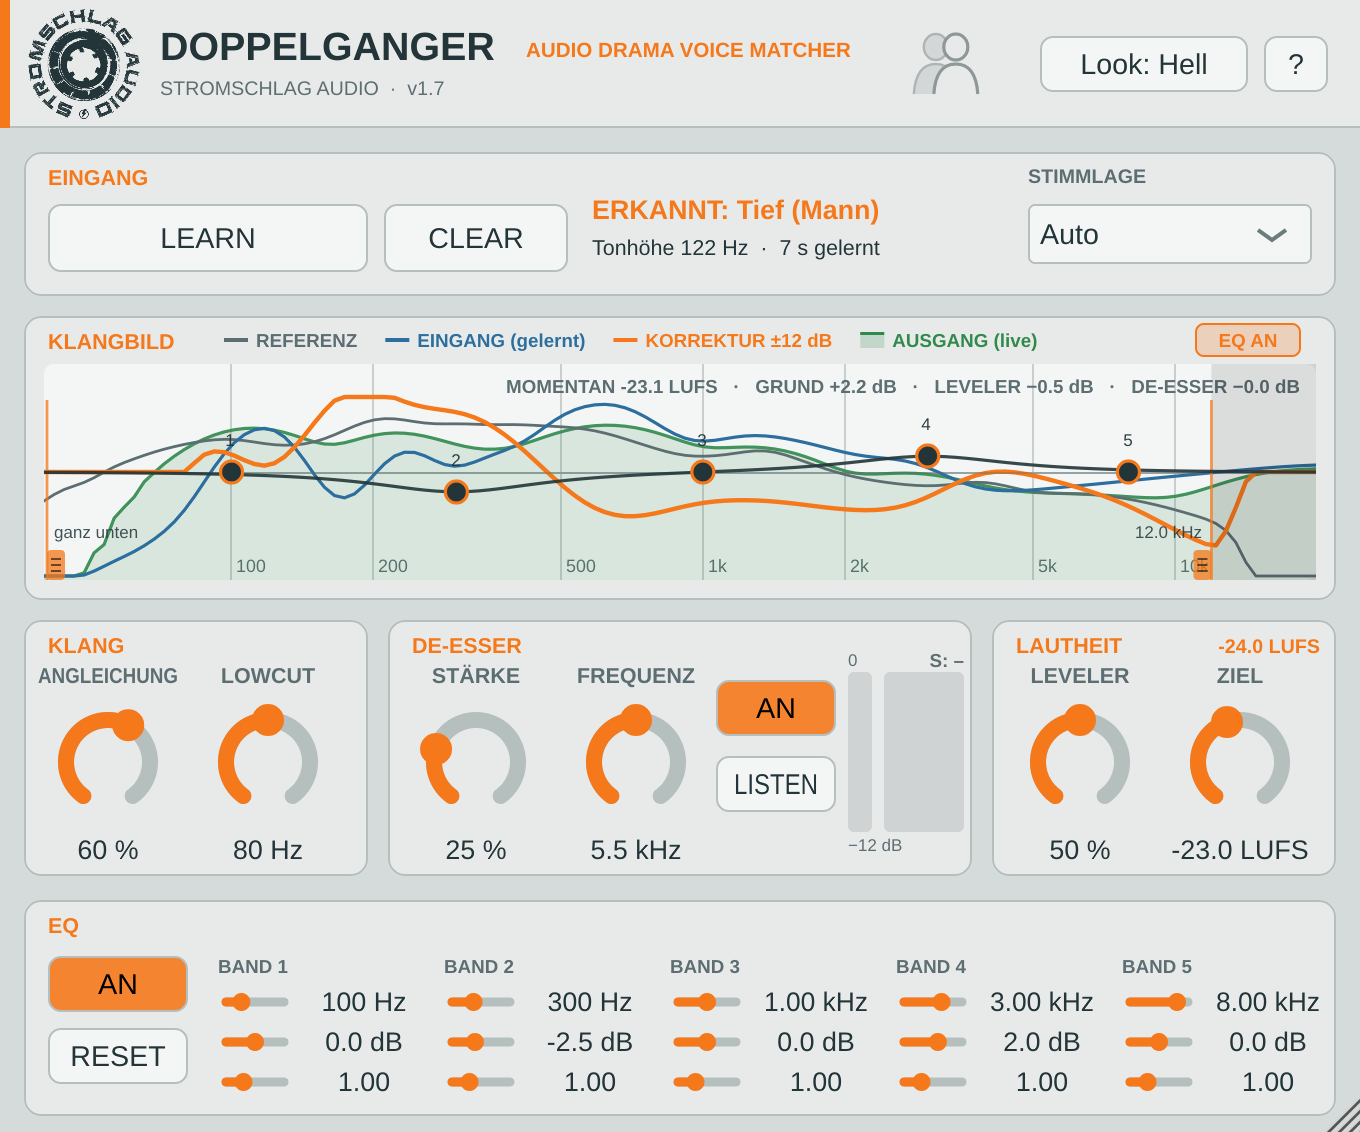 STROMSCHLAG AUDIO
DOPPELGANGER
AUDIO DRAMA VOICE MATCHER
STROMSCHLAG AUDIO · v1.7
Look: Hell
?
EINGANG
LEARN
CLEAR
ERKANNT: Tief (Mann)
Tonhöhe 122 Hz · 7 s gelernt
STIMMLAGE
Auto
KLANGBILD
REFERENZ
EINGANG (gelernt)
KORREKTUR ±12 dB
AUSGANG (live)
EQ AN
MOMENTAN -23.1 LUFS · GRUND +2.2 dB · LEVELER −0.5 dB · DE-ESSER −0.0 dB
1
2
3
4
5
ganz unten
12.0 kHz
100
200
500
1k
2k
5k
KLANG
ANGLEICHUNG
LOWCUT
60 %
80 Hz
DE-ESSER
STÄRKE
FREQUENZ
25 %
5.5 kHz
AN
LISTEN
0
S: –
−12 dB
LAUTHEIT
-24.0 LUFS
LEVELER
ZIEL
50 %
-23.0 LUFS
EQ
AN
RESET
BAND 1
BAND 2
BAND 3
BAND 4
BAND 5
100 Hz
300 Hz
1.00 kHz
3.00 kHz
8.00 kHz
0.0 dB
-2.5 dB
0.0 dB
2.0 dB
0.0 dB
1.00
1.00
1.00
1.00
1.00